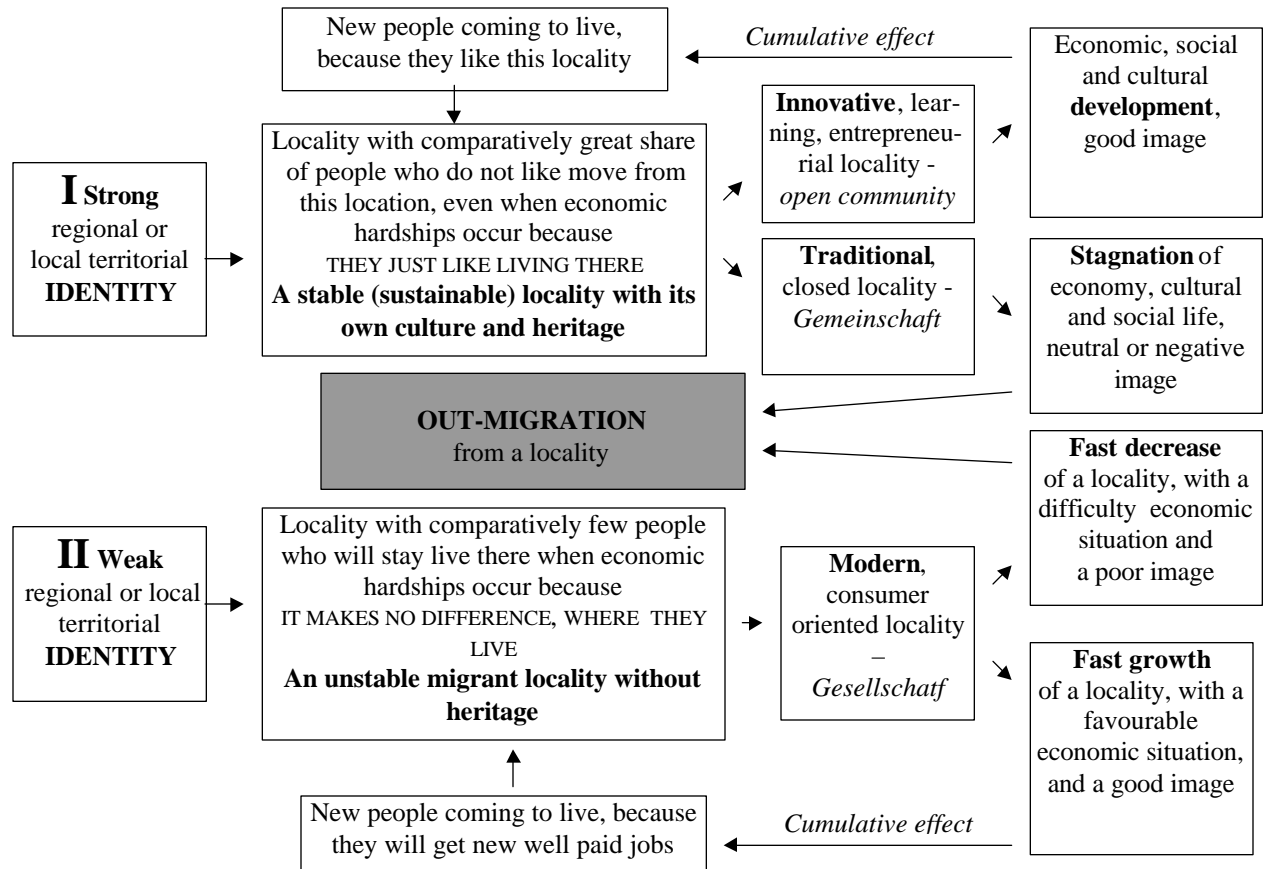 New people coming to live,
because they like this locality
Cumulative effect
Economic, social
and cultural
development,
good image
Innovative, lear-
ning, entrepreneu-
rial locality -
open community
Locality with comparatively great share
of people who do not like move from
this location, even when economic
hardships occur because
THEY JUST LIKE LIVING THERE
A stable (sustainable) locality with its
own culture and heritage
I Strong
regional or
local territorial
IDENTITY
Traditional,
closed locality -
Gemeinschaft
Stagnation of
economy, cultural
and social life,
neutral or negative
image
OUT-MIGRATION
from a locality
Fast decrease
of a locality, with a
difficulty economic
situation and
a poor image
II Weak
regional or local
territorial
IDENTITY
Locality with comparatively few people
who will stay live there when economic
hardships occur because
IT MAKES NO DIFFERENCE, WHERE THEY
LIVE
An unstable migrant locality without
heritage
Modern,
consumer
oriented locality
–
Gesellschatf
Fast growth
of a locality, with a
favourable
economic situation,
and a good image
New people coming to live, because
they will get new well paid jobs
Cumulative effect